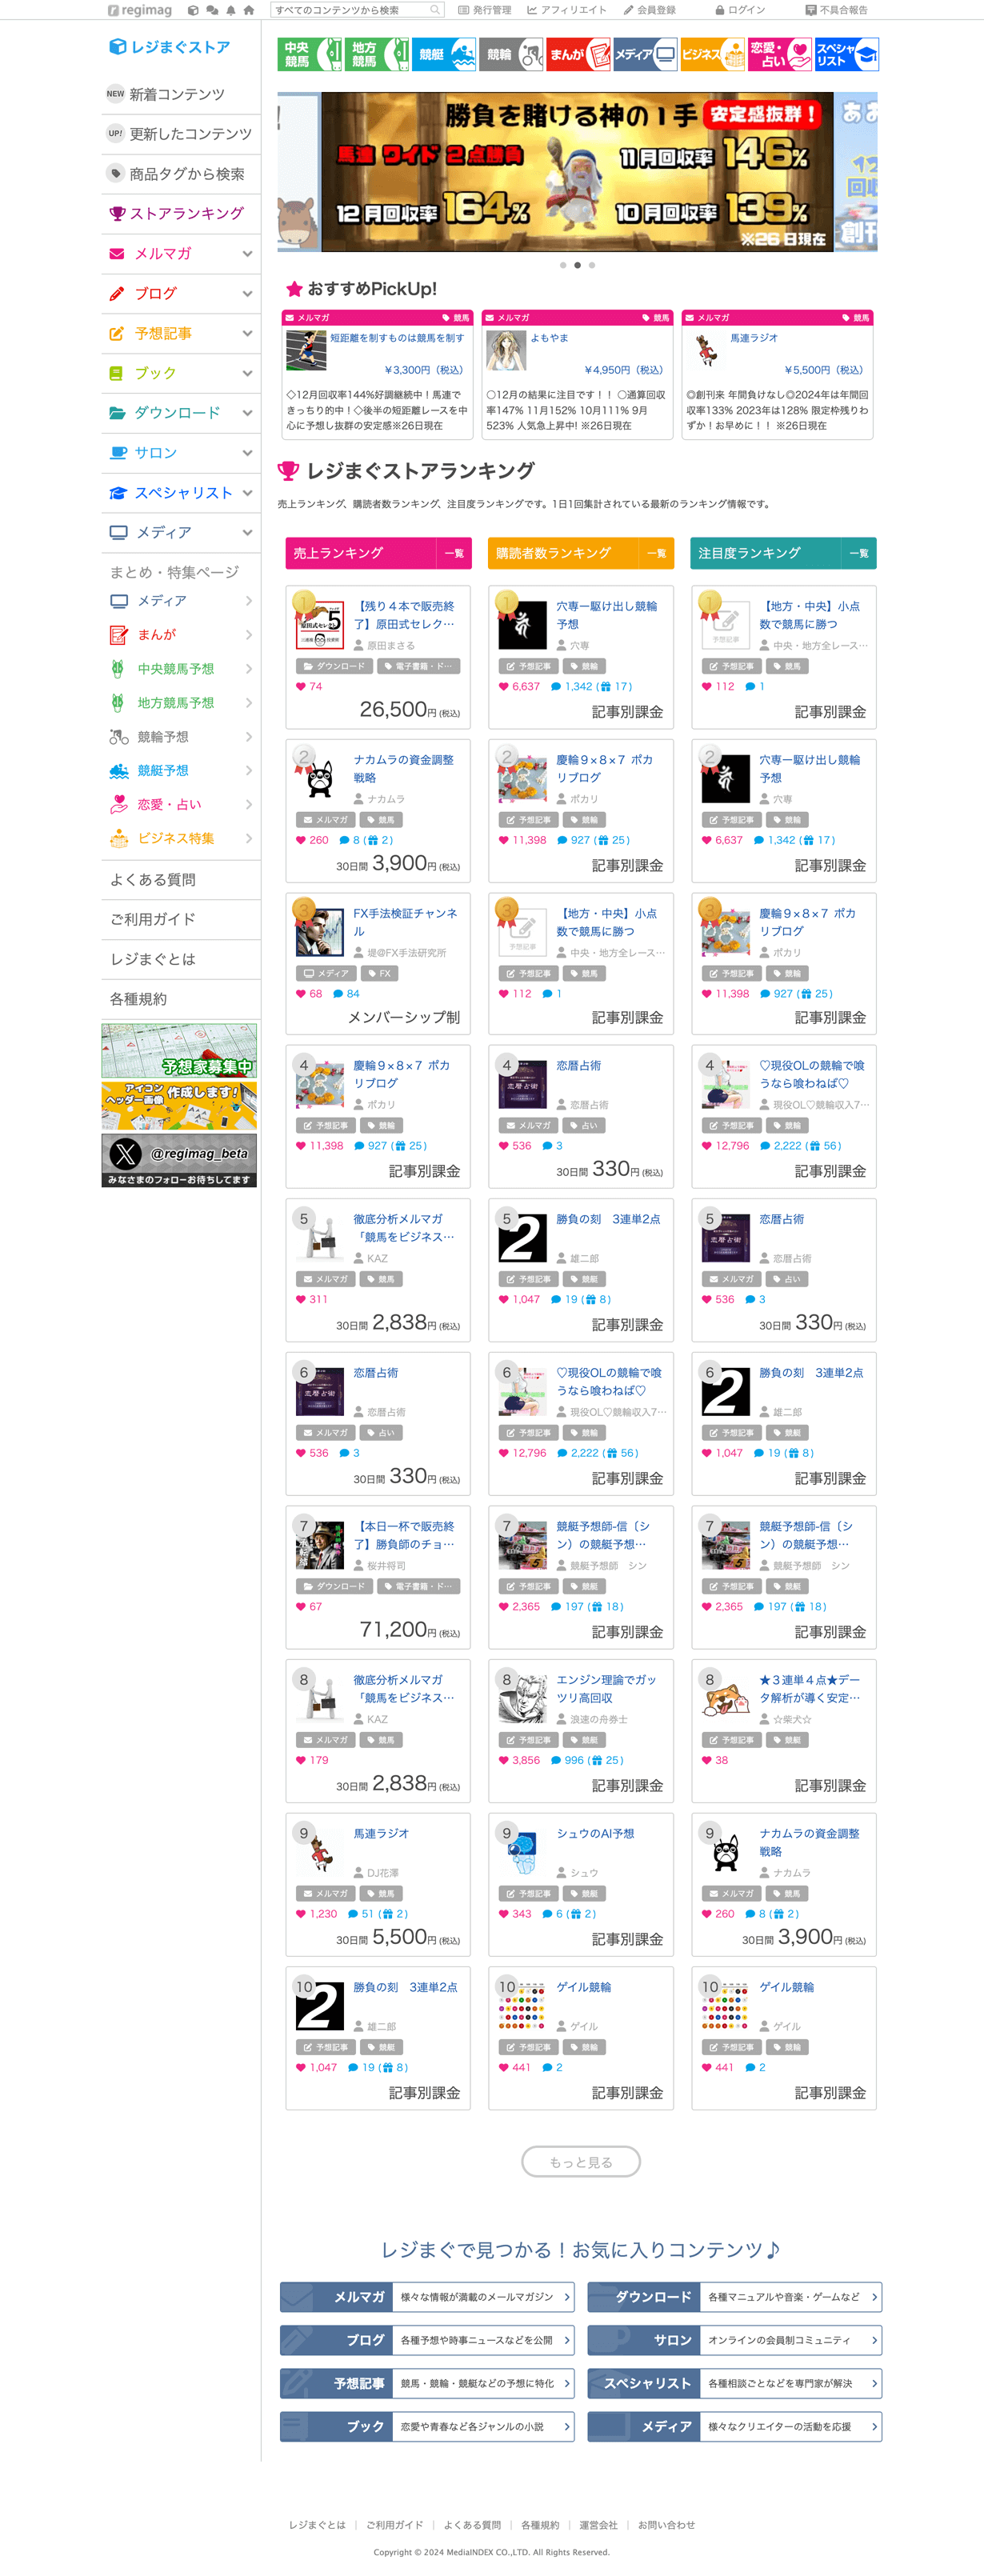 regimag
すべてのコンテンツから検索
発行管理
アフィリエイト
会員登録
ログイン
不具合報告
レジまぐストア
NEW 新着コンテンツ
UP! 更新したコンテンツ
商品タグから検索
ストアランキング
メルマガ
ブログ
予想記事
ブック
ダウンロード
サロン
スペシャリスト
メディア
まとめ・特集ページ
メディア
まんが
中央競馬予想
地方競馬予想
競輪予想
競艇予想
恋愛・占い
ビジネス特集
よくある質問
ご利用ガイド
レジまぐとは
各種規約
予想家募集中
アイコン
ヘッダー画像 作成します!
@regimag_beta
みなさまのフォローお待ちしてます
中央競馬
地方競馬
競艇
競輪
まんが
メディア
ビジネス
恋愛・占い
スペシャリスト
勝負を賭ける神の1手 安定感抜群!
馬連 ワイド 2点勝負 11月回収率 146%
12月回収率 164% 10月回収率 139%
※26日現在
おすすめPickUp!
メルマガ 競馬
短距離を制すものは競馬を制す
￥3,300円（税込）
◇12月回収率144%好調継続中！馬連で
きっちり的中！◇後半の短距離レースを中
心に予想し抜群の安定感※26日現在
メルマガ 競馬
よもやま
￥4,950円（税込）
○12月の結果に注目です！！ ○通算回収
率147% 11月152% 10月111% 9月
523% 人気急上昇中! ※26日現在
メルマガ 競馬
馬連ラジオ
￥5,500円（税込）
◎創刊来 年間負けなし◎2024年は年間回
収率133% 2023年は128% 限定枠残りわ
ずか！お早めに！！ ※26日現在
レジまぐストアランキング
売上ランキング、購読者数ランキング、注目度ランキングです。1日1回集計されている最新のランキング情報です。
売上ランキング 一覧
1
【残り４本で販売終
了】原田式セレク…
原田まさる
ダウンロード 電子書籍・ド…
74
26,500円 (税込)
2
ナカムラの資金調整
戦略
ナカムラ
メルマガ 競馬
260 8 ( 2 )
30日間 3,900円 (税込)
3
FX手法検証チャンネ
ル
堤@FX手法研究所
メディア FX
68 84
メンバーシップ制
4
慶輪９×８×７ ポカ
リブログ
ポカリ
予想記事 競輪
11,398 927 ( 25 )
記事別課金
5
徹底分析メルマガ
「競馬をビジネス…
KAZ
メルマガ 競馬
311
30日間 2,838円 (税込)
6
恋暦占術
恋暦占術
メルマガ 占い
536 3
30日間 330円 (税込)
7
【本日一杯で販売終
了】勝負師のチョ…
桜井将司
ダウンロード 電子書籍・ド…
67
71,200円 (税込)
8
徹底分析メルマガ
「競馬をビジネス…
KAZ
メルマガ 競馬
179
30日間 2,838円 (税込)
9
馬連ラジオ
DJ花澤
メルマガ 競馬
1,230 51 ( 2 )
30日間 5,500円 (税込)
10
勝負の刻　3連単2点
雄二郎
予想記事 競艇
1,047 19 ( 8 )
記事別課金
購読者数ランキング 一覧
1
穴専一駆け出し競輪
予想
穴専
予想記事 競輪
6,637 1,342 ( 17 )
記事別課金
2
慶輪９×８×７ ポカ
リブログ
ポカリ
予想記事 競輪
11,398 927 ( 25 )
記事別課金
3
【地方・中央】小点
数で競馬に勝つ
中央・地方全レース…
予想記事 競馬
112 1
記事別課金
4
恋暦占術
恋暦占術
メルマガ 占い
536 3
30日間 330円 (税込)
5
勝負の刻　3連単2点
雄二郎
予想記事 競艇
1,047 19 ( 8 )
記事別課金
6
♡現役OLの競輪で喰
うなら喰わねば♡
現役OL♡競輪収入7…
予想記事 競輪
12,796 2,222 ( 56 )
記事別課金
7
競艇予想師-信〔シ
ン〕の競艇予想…
競艇予想師　シン
予想記事 競艇
2,365 197 ( 18 )
記事別課金
8
エンジン理論でガッ
ツリ高回収
浪速の舟券士
予想記事 競艇
3,856 996 ( 25 )
記事別課金
9
シュウのAI予想
シュウ
予想記事 競艇
343 6 ( 2 )
記事別課金
10
ゲイル競輪
ゲイル
予想記事 競輪
441 2
記事別課金
注目度ランキング 一覧
1
【地方・中央】小点
数で競馬に勝つ
中央・地方全レース…
予想記事 競馬
112 1
記事別課金
2
穴専一駆け出し競輪
予想
穴専
予想記事 競輪
6,637 1,342 ( 17 )
記事別課金
3
慶輪９×８×７ ポカ
リブログ
ポカリ
予想記事 競輪
11,398 927 ( 25 )
記事別課金
4
♡現役OLの競輪で喰
うなら喰わねば♡
現役OL♡競輪収入7…
予想記事 競輪
12,796 2,222 ( 56 )
記事別課金
5
恋暦占術
恋暦占術
メルマガ 占い
536 3
30日間 330円 (税込)
6
勝負の刻　3連単2点
雄二郎
予想記事 競艇
1,047 19 ( 8 )
記事別課金
7
競艇予想師-信〔シ
ン〕の競艇予想…
競艇予想師　シン
予想記事 競艇
2,365 197 ( 18 )
記事別課金
8
★３連単４点★デー
タ解析が導く安定…
☆柴犬☆
予想記事 競艇
38
記事別課金
9
ナカムラの資金調整
戦略
ナカムラ
メルマガ 競馬
260 8 ( 2 )
30日間 3,900円 (税込)
10
ゲイル競輪
ゲイル
予想記事 競輪
441 2
記事別課金
もっと見る
レジまぐで見つかる！お気に入りコンテンツ♪
メルマガ 様々な情報が満載のメールマガジン
ダウンロード 各種マニュアルや音楽・ゲームなど
ブログ 各種予想や時事ニュースなどを公開
サロン オンラインの会員制コミュニティ
予想記事 競馬・競輪・競艇などの予想に特化
スペシャリスト 各種相談ごとなどを専門家が解決
ブック 恋愛や青春など各ジャンルの小説
メディア 様々なクリエイターの活動を応援
レジまぐとは | ご利用ガイド | よくある質問 | 各種規約 | 運営会社 | お問い合わせ
Copyright © 2024 MediaINDEX CO.,LTD. All Rights Reserved.